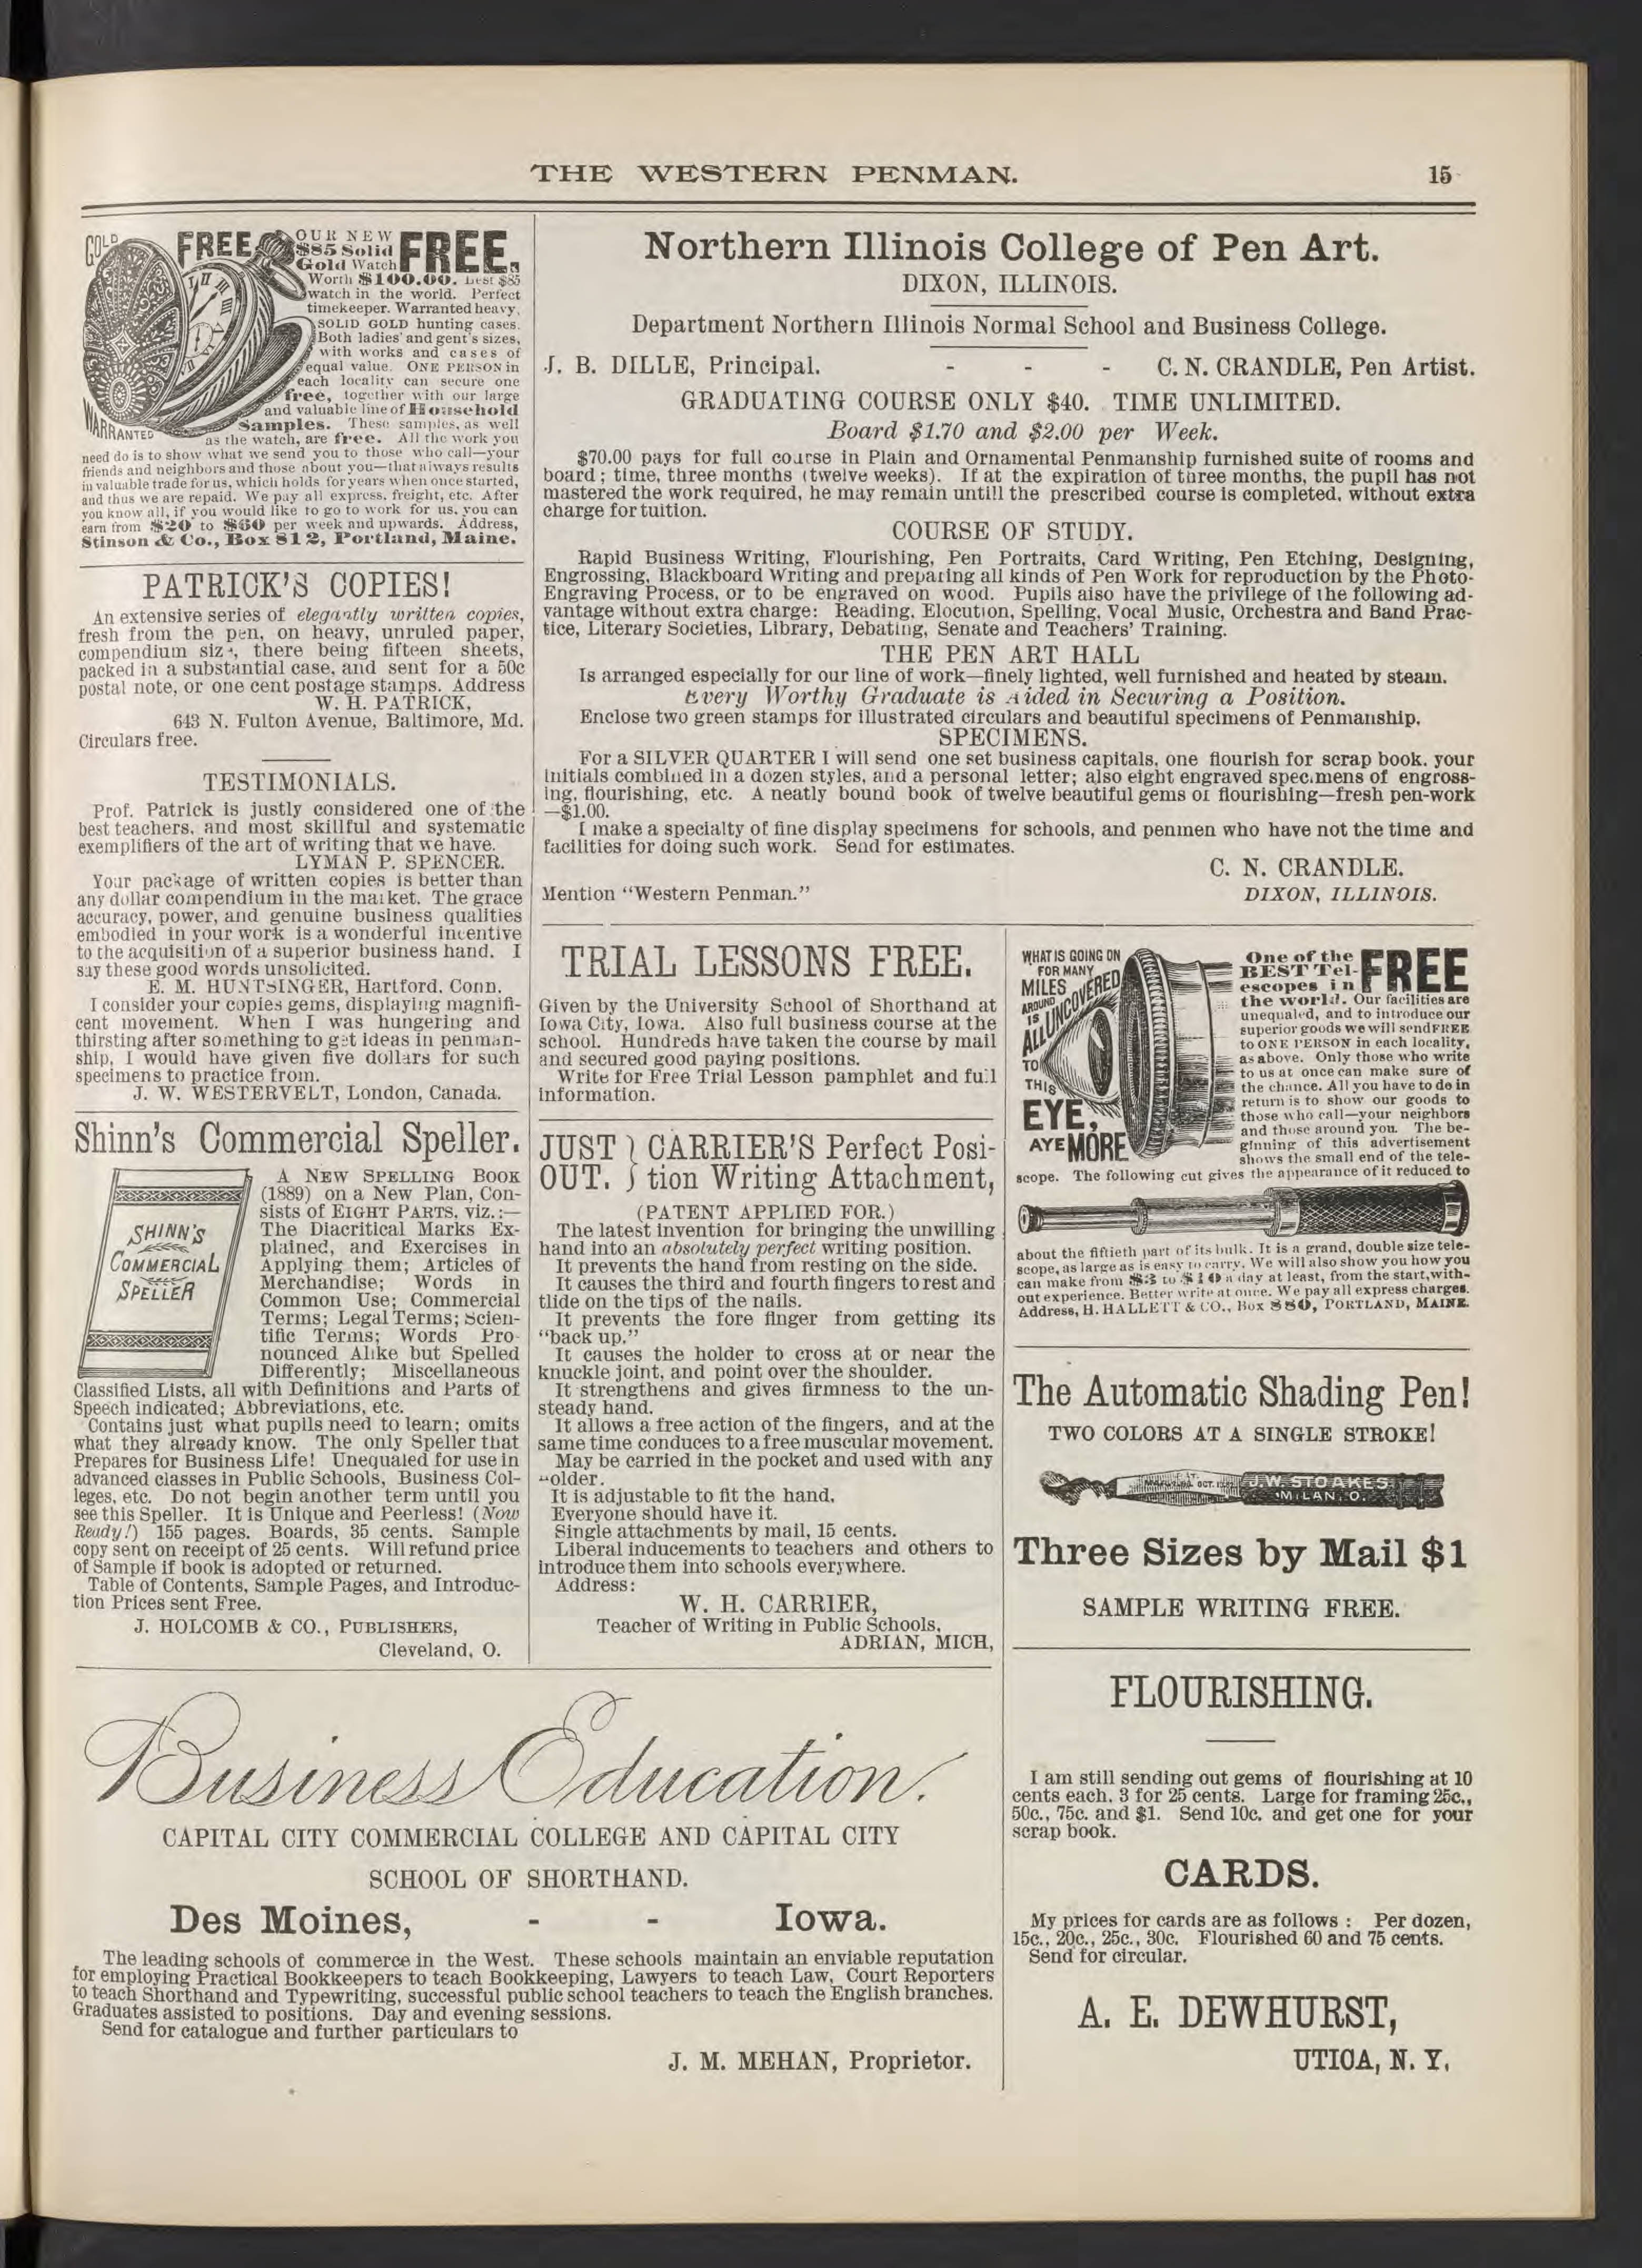 THE WESTERN PENMAN.
15
GOLD
WARRANTED
FREE
OUR NEW
$85 Solid
Gold Watch
FREE.
Worth $100.00. Best $85
watch in the world. Perfect
timekeeper. Warranted heavy,
SOLID GOLD hunting cases.
Both ladies' and gent's sizes,
with works and cases of
equal value. ONE PERSON in
each locality can secure one
free, together with our large
and valuable line of Household
Samples. These samples, as well
as the watch, are free. All the work you
need do is to show what we send you to those who call—your
friends and neighbors and those about you—that always results
in valuable trade for us, which holds for years when once started,
and thus we are repaid. We pay all express, freight, etc. After
you know all, if you would like to go to work for us, you can
earn from $20 to $60 per week and upwards. Address,
Stinson & Co., Box 812, Portland, Maine.
PATRICK'S COPIES!
An extensive series of elegantly written copies,
fresh from the pen, on heavy, unruled paper,
compendium size, there being fifteen sheets,
packed in a substantial case, and sent for a 50c
postal note, or one cent postage stamps. Address
W. H. PATRICK,
643 N. Fulton Avenue, Baltimore, Md.
Circulars free.
TESTIMONIALS.
Prof. Patrick is justly considered one of the
best teachers, and most skillful and systematic
exemplifiers of the art of writing that we have.
LYMAN P. SPENCER.
Your package of written copies is better than
any dollar compendium in the market. The grace
accuracy, power, and genuine business qualities
embodied in your work is a wonderful incentive
to the acquisition of a superior business hand. I
say these good words unsolicited.
E. M. HUNTSINGER, Hartford, Conn.
I consider your copies gems, displaying magnifi-
cent movement. When I was hungering and
thirsting after something to get ideas in penman-
ship, I would have given five dollars for such
specimens to practice from.
J. W. WESTERVELT, London, Canada.
Shinn's Commercial Speller.
SHINN'S
COMMERCIAL
SPELLER
A NEW SPELLING BOOK
(1889) on a New Plan, Con-
sists of EIGHT PARTS, viz.:—
The Diacritical Marks Ex-
plained, and Exercises in
Applying them; Articles of
Merchandise; Words in
Common Use; Commercial
Terms; Legal Terms; Scien-
tific Terms; Words Pro-
nounced Alike but Spelled
Differently; Miscellaneous
Classified Lists, all with Definitions and Parts of
Speech indicated; Abbreviations, etc.
Contains just what pupils need to learn; omits
what they already know. The only Speller that
Prepares for Business Life! Unequaled for use in
advanced classes in Public Schools, Business Col-
leges, etc. Do not begin another term until you
see this Speller. It is Unique and Peerless! (Now
Ready!) 155 pages. Boards, 35 cents. Sample
copy sent on receipt of 25 cents. Will refund price
of Sample if book is adopted or returned.
Table of Contents, Sample Pages, and Introduc-
tion Prices sent Free.
J. HOLCOMB & CO., PUBLISHERS,
Cleveland, O.
Northern Illinois College of Pen Art.
DIXON, ILLINOIS.
Department Northern Illinois Normal School and Business College.
J. B. DILLE, Principal. - - - C. N. CRANDLE, Pen Artist.
GRADUATING COURSE ONLY $40. TIME UNLIMITED.
Board $1.70 and $2.00 per Week.
$70.00 pays for full course in Plain and Ornamental Penmanship furnished suite of rooms and
board; time, three months (twelve weeks). If at the expiration of three months, the pupil has not
mastered the work required, he may remain untill the prescribed course is completed, without extra
charge for tuition.
COURSE OF STUDY.
Rapid Business Writing, Flourishing, Pen Portraits, Card Writing, Pen Etching, Designing,
Engrossing, Blackboard Writing and preparing all kinds of Pen Work for reproduction by the Photo-
Engraving Process, or to be engraved on wood. Pupils also have the privilege of the following ad-
vantage without extra charge: Reading, Elocution, Spelling, Vocal Music, Orchestra and Band Prac-
tice, Literary Societies, Library, Debating, Senate and Teachers' Training.
THE PEN ART HALL
Is arranged especially for our line of work—finely lighted, well furnished and heated by steam.
Every Worthy Graduate is Aided in Securing a Position.
Enclose two green stamps for illustrated circulars and beautiful specimens of Penmanship.
SPECIMENS.
For a SILVER QUARTER I will send one set business capitals, one flourish for scrap book, your
initials combined in a dozen styles, and a personal letter; also eight engraved specimens of engross-
ing, flourishing, etc. A neatly bound book of twelve beautiful gems of flourishing—fresh pen-work
—$1.00.
I make a specialty of fine display specimens for schools, and penmen who have not the time and
facilities for doing such work. Send for estimates.
C. N. CRANDLE.
Mention "Western Penman." DIXON, ILLINOIS.
TRIAL LESSONS FREE.
Given by the University School of Shorthand at
Iowa City, Iowa. Also full business course at the
school. Hundreds have taken the course by mail
and secured good paying positions.
Write for Free Trial Lesson pamphlet and full
information.
JUST OUT. } CARRIER'S Perfect Posi-
tion Writing Attachment,
(PATENT APPLIED FOR.)
The latest invention for bringing the unwilling
hand into an absolutely perfect writing position.
It prevents the hand from resting on the side.
It causes the third and fourth fingers to rest and
tlide on the tips of the nails.
It prevents the fore finger from getting its
"back up."
It causes the holder to cross at or near the
knuckle joint, and point over the shoulder.
It strengthens and gives firmness to the un-
steady hand.
It allows a free action of the fingers, and at the
same time conduces to a free muscular movement.
May be carried in the pocket and used with any
holder.
It is adjustable to fit the hand,
Everyone should have it.
Single attachments by mail, 15 cents.
Liberal inducements to teachers and others to
introduce them into schools everywhere.
Address:
W. H. CARRIER,
Teacher of Writing in Public Schools,
ADRIAN, MICH,
WHAT IS GOING ON
FOR MANY
MILES
AROUND
IS
UNCOVERED
ALL
TO
THIS
EYE,
AYE MORE
One of the
BEST Tel-
escopes in
FREE
the world. Our facilities are
unequaled, and to introduce our
superior goods we will send FREE
to ONE PERSON in each locality,
as above. Only those who write
to us at once can make sure of
the chance. All you have to do in
return is to show our goods to
those who call—your neighbors
and those around you. The be-
ginning of this advertisement
shows the small end of the tele-
scope. The following cut gives the appearance of it reduced to
about the fiftieth part of its bulk. It is a grand, double size tele-
scope, as large as is easy to carry. We will also show you how you
can make from $3 to $10 a day at least, from the start, with-
out experience. Better write at once. We pay all express charges.
Address, H. HALLETT & CO., Box 880, PORTLAND, MAINE.
The Automatic Shading Pen!
TWO COLORS AT A SINGLE STROKE!
OCT.
J.W. STOAKES
MILAN, O.
Three Sizes by Mail $1
SAMPLE WRITING FREE.
FLOURISHING.
I am still sending out gems of flourishing at 10
cents each, 3 for 25 cents. Large for framing 25c.,
50c., 75c. and $1. Send 10c. and get one for your
scrap book.
CARDS.
My prices for cards are as follows : Per dozen,
15c., 20c., 25c., 30c. Flourished 60 and 75 cents.
Send for circular.
A. E. DEWHURST,
UTICA, N. Y,
Business Education.
CAPITAL CITY COMMERCIAL COLLEGE AND CAPITAL CITY
SCHOOL OF SHORTHAND.
Des Moines, - - Iowa.
The leading schools of commerce in the West. These schools maintain an enviable reputation
for employing Practical Bookkeepers to teach Bookkeeping, Lawyers to teach Law, Court Reporters
to teach Shorthand and Typewriting, successful public school teachers to teach the English branches.
Graduates assisted to positions. Day and evening sessions.
Send for catalogue and further particulars to
J. M. MEHAN, Proprietor.